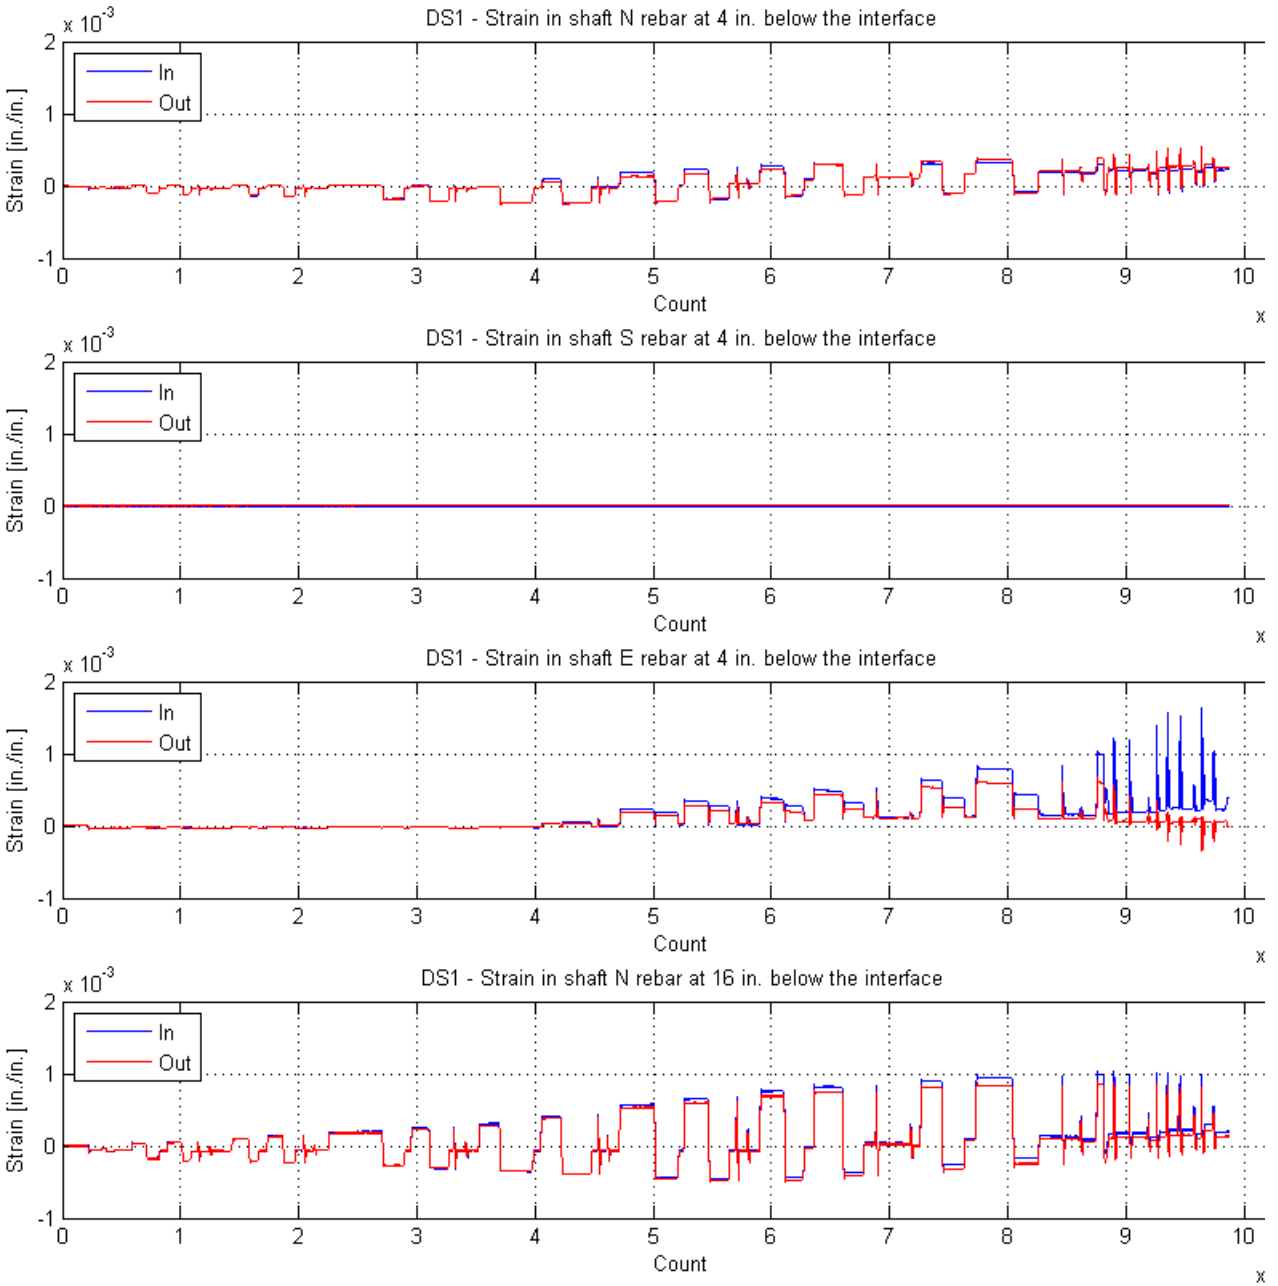 x 10-3
DS1 - Strain in shaft N rebar at 4 in. below the interface
2
1
0
-1
Strain [in./in.]
In
Out
0 1 2 3 4 5 6 7 8 9 10
Count
x
x 10-3
DS1 - Strain in shaft S rebar at 4 in. below the interface
2
1
0
-1
Strain [in./in.]
In
Out
0 1 2 3 4 5 6 7 8 9 10
Count
x
x 10-3
DS1 - Strain in shaft E rebar at 4 in. below the interface
2
1
0
-1
Strain [in./in.]
In
Out
0 1 2 3 4 5 6 7 8 9 10
Count
x
x 10-3
DS1 - Strain in shaft N rebar at 16 in. below the interface
2
1
0
-1
Strain [in./in.]
In
Out
0 1 2 3 4 5 6 7 8 9 10
Count
x